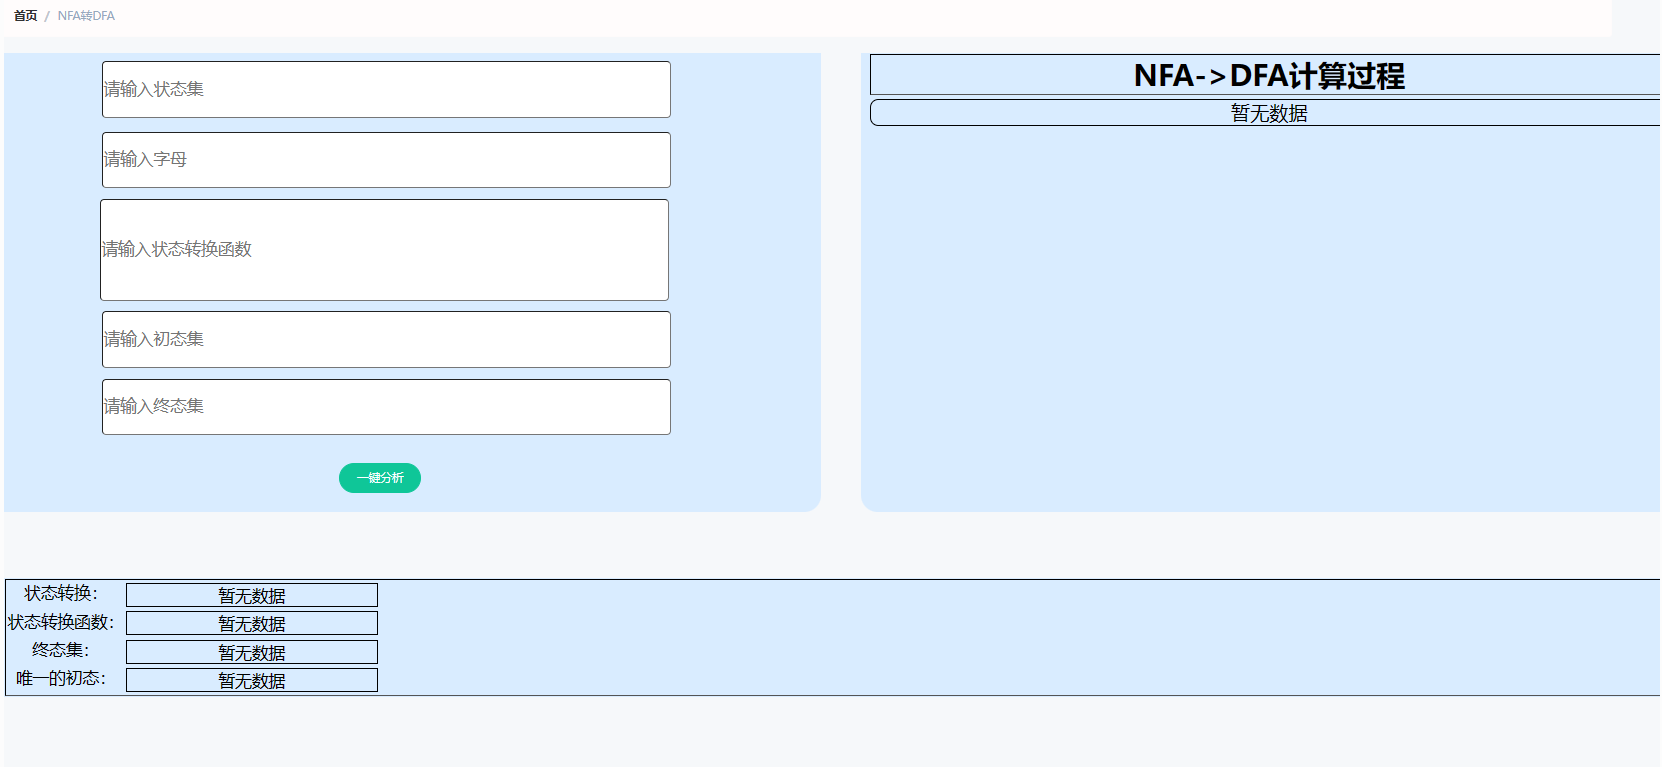 首页 / NFA转DFA
请输入状态集
请输入字母
请输入状态转换函数
请输入初态集
请输入终态集
一键分析
NFA->DFA计算过程
暂无数据
状态转换： 暂无数据
状态转换函数： 暂无数据
终态集： 暂无数据
唯一的初态： 暂无数据